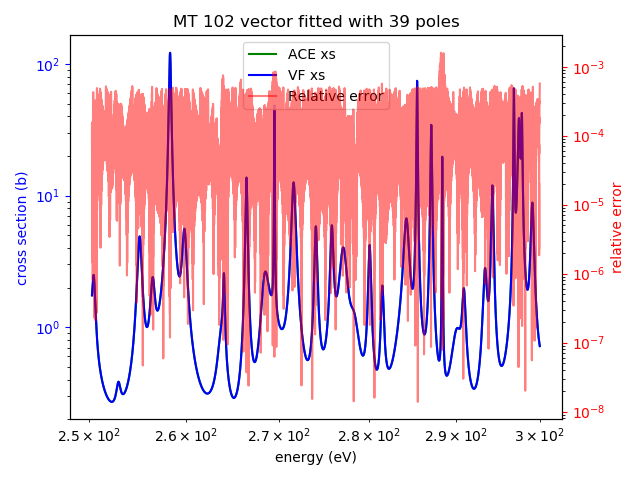 MT 102 vector fitted with 39 poles
ACE xs
VF xs
Relative error
10²
10¹
10⁰
cross section (b)
10⁻³
10⁻⁴
10⁻⁵
10⁻⁶
10⁻⁷
10⁻⁸
relative error
2.5 × 10² 2.6 × 10² 2.7 × 10² 2.8 × 10² 2.9 × 10² 3 × 10²
energy (eV)